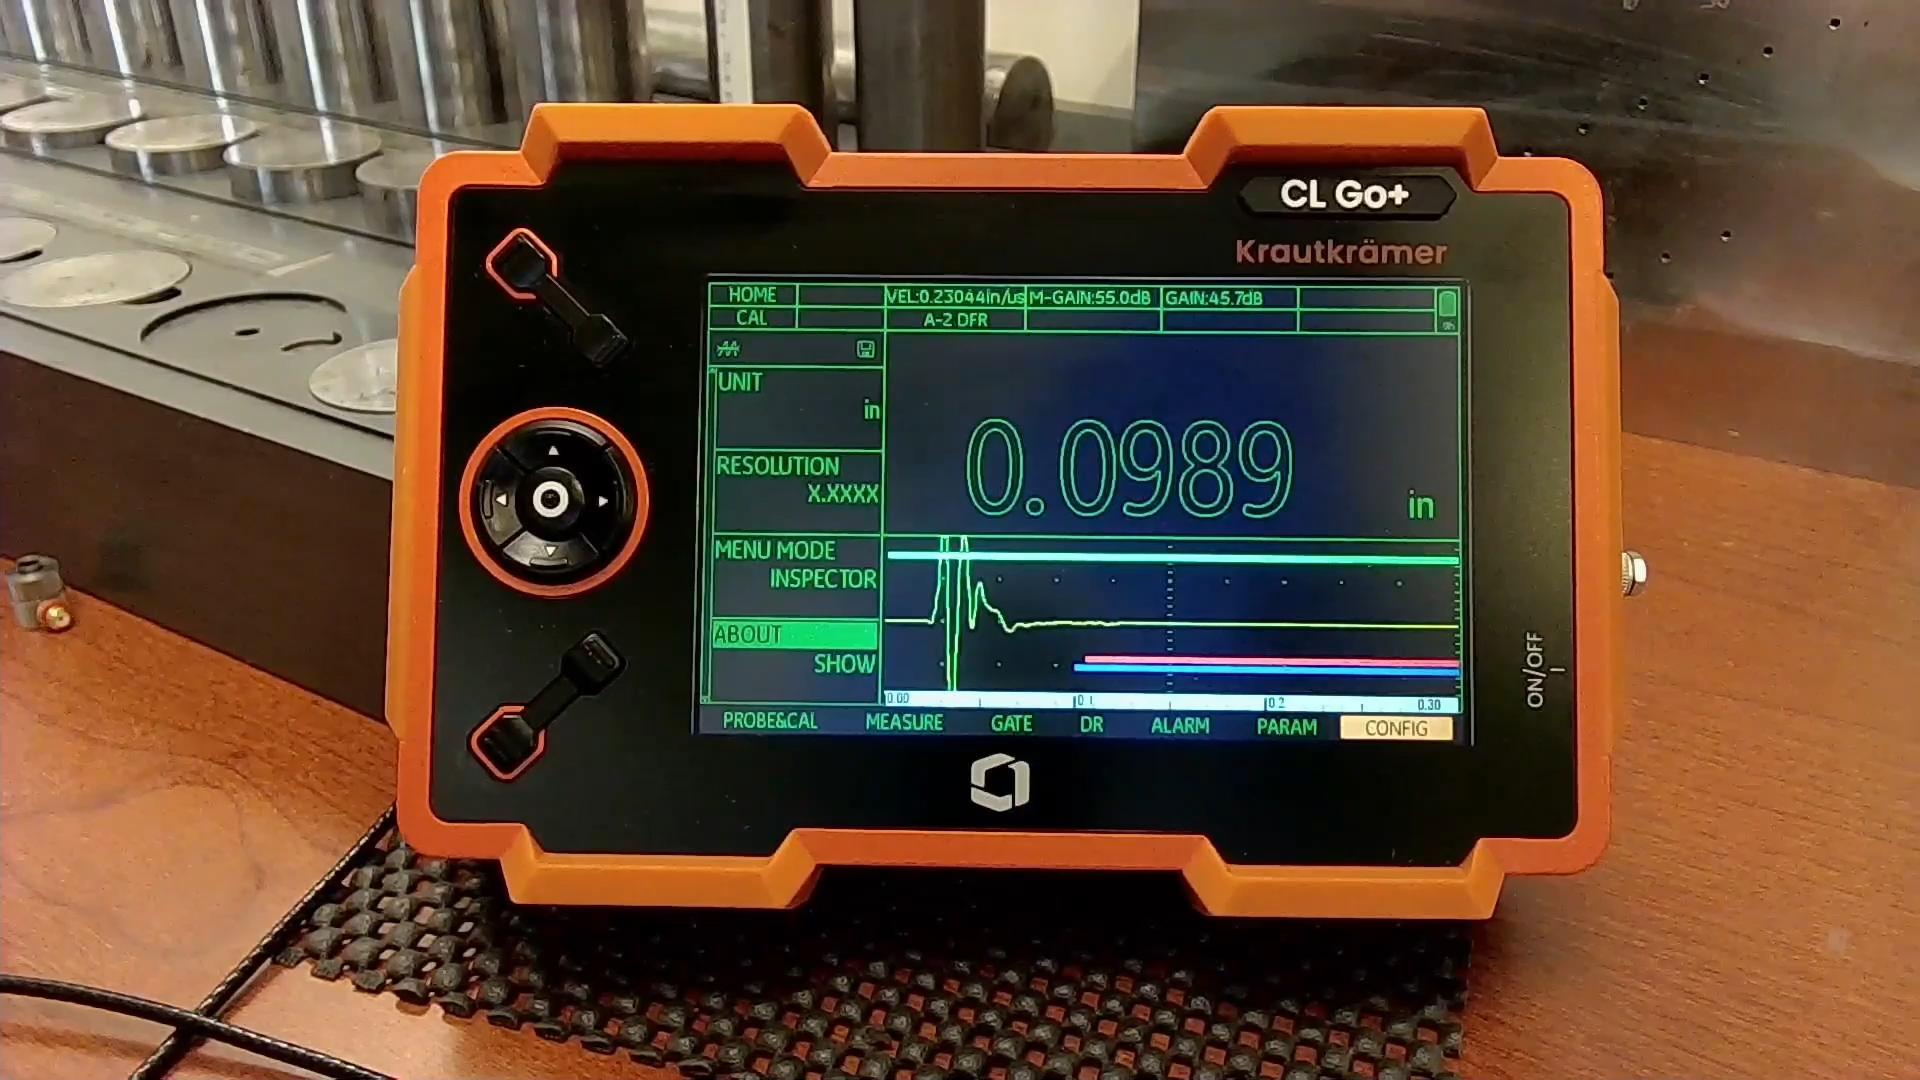 CL Go+
Krautkrämer
HOME VEL:0.23044in/us M-GAIN:55.0dB GAIN:45.7dB
CAL A-2 DFR
UNIT
in
0.0989 in
RESOLUTION
X.XXXX
MENU MODE
INSPECTOR
ABOUT
SHOW
0.00 0.1 0.2 0.30
PROBE&CAL MEASURE GATE DR ALARM PARAM CONFIG
ON/OFF